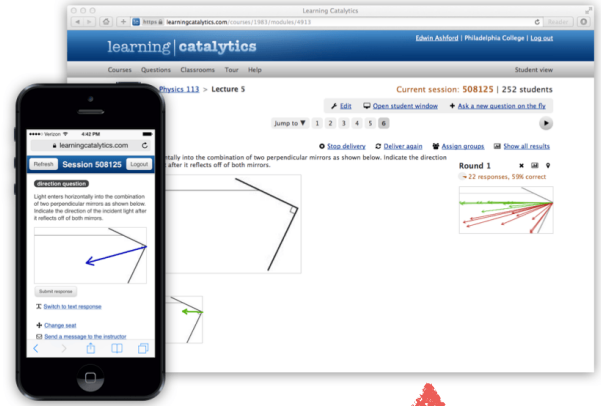 Learning Catalytics
https learningcatalytics.com/courses/1983/modules/4913
Reader
learning | catalytics
Edwin Ashford | Philadelphia College | Log out
Courses Questions Classrooms Tour Help
Student view
Physics 113 > Lecture 5
Current session: 508125 | 252 students
Edit Open student window Ask a new question on the fly
Jump to 1 2 3 4 5 6
Stop delivery Deliver again Assign groups Show all results
ntally into the combination of two perpendicular mirrors as shown below. Indicate the direction
after it reflects off of both mirrors.
Round 1
22 responses, 59% correct
Verizon 4:42 PM
learningcatalytics.com
Refresh Session 508125 Logout
direction question
Light enters horizontally into the combination
of two perpendicular mirrors as shown below.
Indicate the direction of the incident light after
it reflects off of both mirrors.
Submit response
Switch to text response
Change seat
Send a message to the instructor